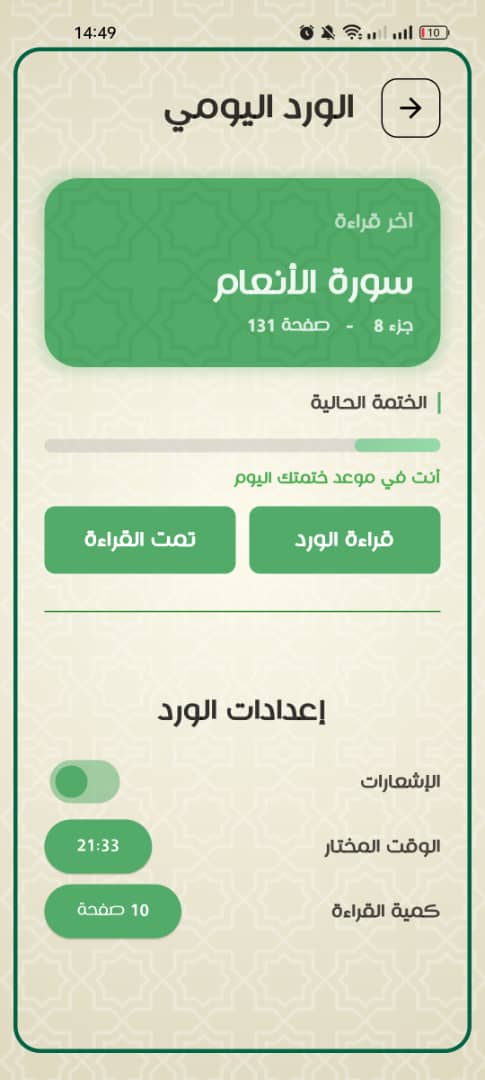 14:49
10
الورد اليومي
آخر قراءة
سورة الأنعام
جزء 8 - صفحة 131
الختمة الحالية
أنت في موعد ختمتك اليوم
قراءة الورد
تمت القراءة
إعدادات الورد
الإشعارات
الوقت المختار
21:33
كمية القراءة
10 صفحة